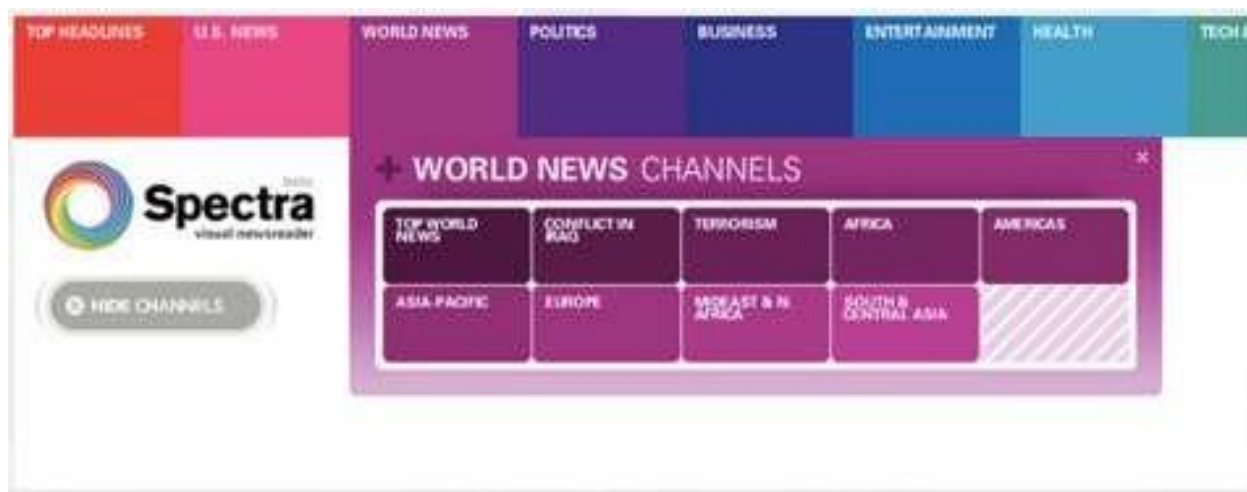 TOP HEADLINES
U.S. NEWS
WORLD NEWS
POLITICS
BUSINESS
ENTERTAINMENT
HEALTH
TECH &
+ WORLD NEWS CHANNELS
×
beta
Spectra
visual newsreader
TOP WORLD
NEWS
CONFLICT IN
IRAQ
TERRORISM
AFRICA
AMERICAS
HIDE CHANNELS
ASIA-PACIFIC
EUROPE
MIDEAST & N
AFRICA
SOUTH &
CENTRAL ASIA